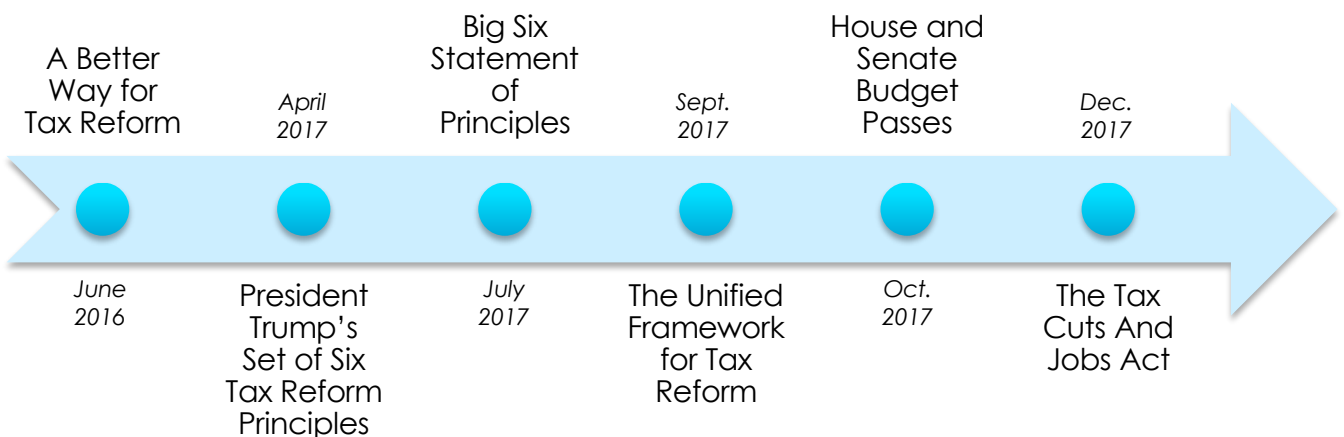 A Better
Way for
Tax Reform
June
2016
April
2017
President
Trump's
Set of Six
Tax Reform
Principles
Big Six
Statement
of
Principles
July
2017
Sept.
2017
The Unified
Framework
for Tax
Reform
House and
Senate
Budget
Passes
Oct.
2017
Dec.
2017
The Tax
Cuts And
Jobs Act